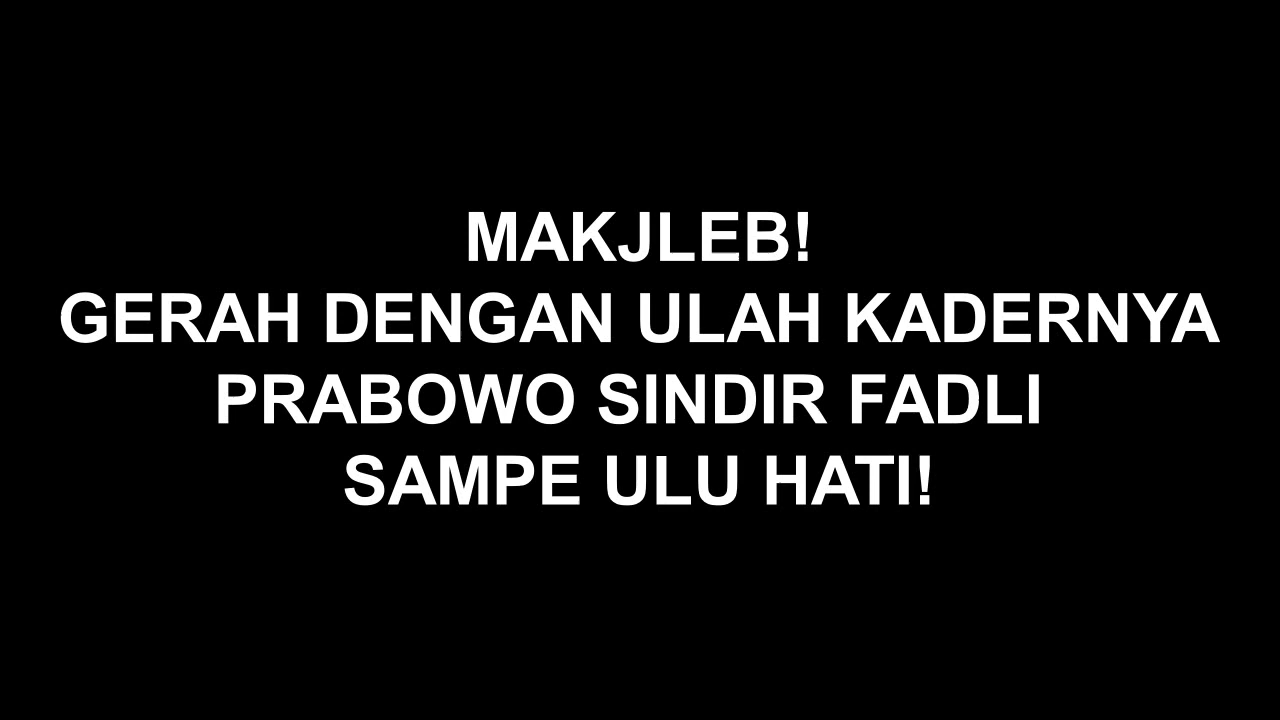 MAKJLEB!
GERAH DENGAN ULAH KADERNYA
PRABOWO SINDIR FADLI
SAMPE ULU HATI!